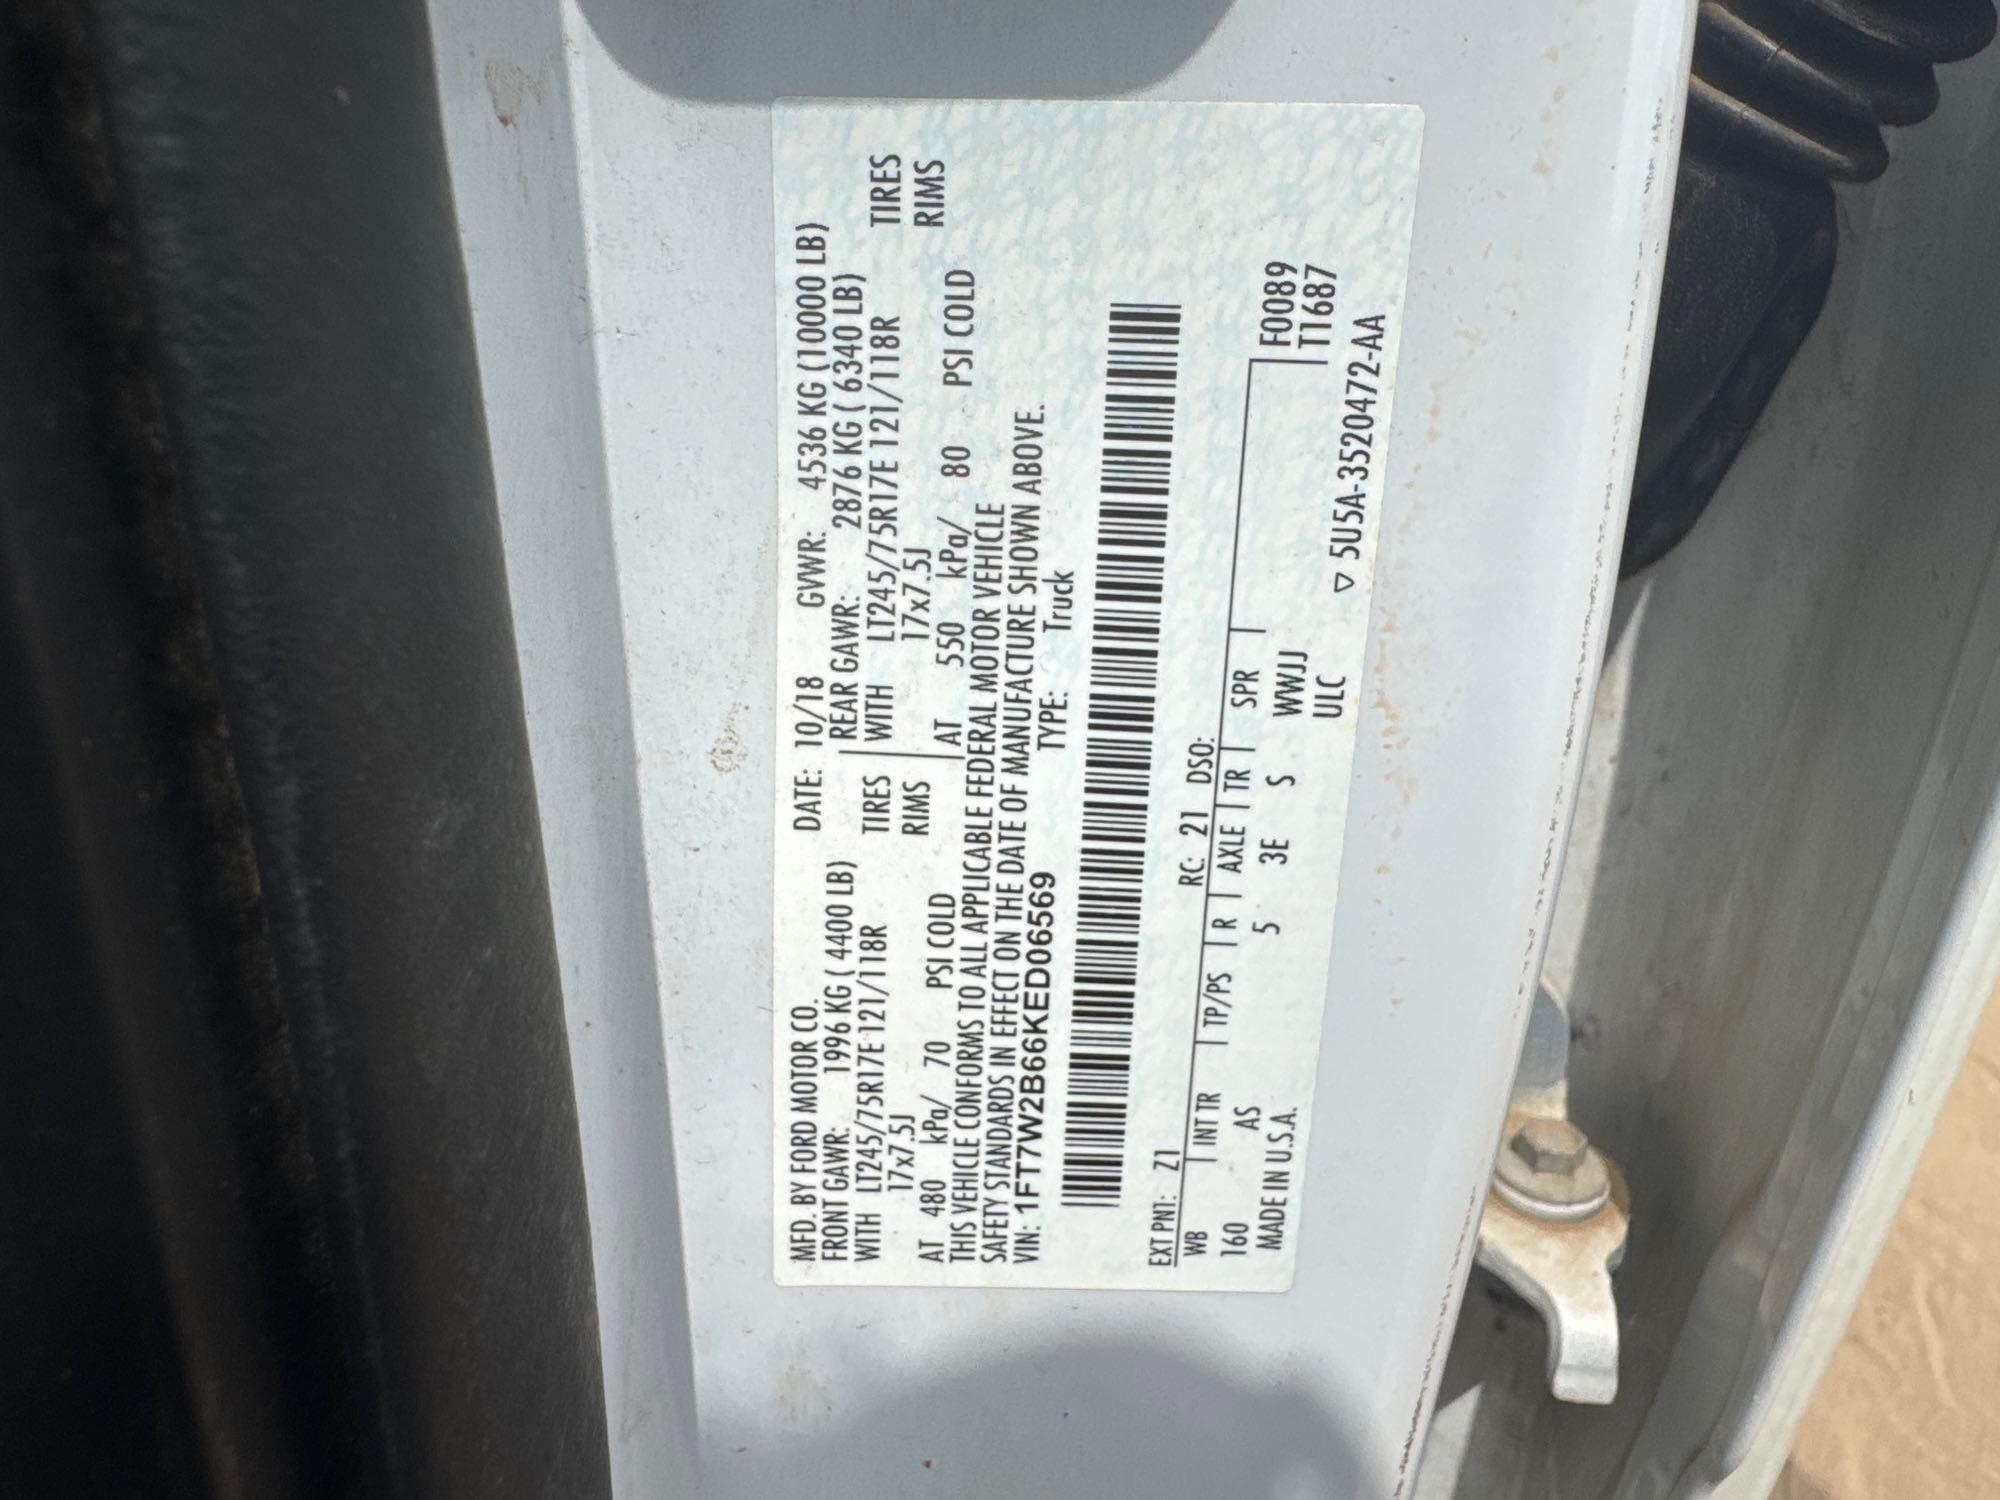 MFD. BY FORD MOTOR CO.
DATE: 10/18 GVWR: 4536 KG (10000 LB)
FRONT GAWR: 1996 KG ( 4400 LB) REAR GAWR: 2876 KG ( 6340 LB)
WITH LT245/75R17E 121/118R TIRES WITH LT245/75R17E 121/118R TIRES
17x7.5J RIMS 17x7.5J RIMS
AT 480 kPa/ 70 PSI COLD AT 550 kPa/ 80 PSI COLD
THIS VEHICLE CONFORMS TO ALL APPLICABLE FEDERAL MOTOR VEHICLE
SAFETY STANDARDS IN EFFECT ON THE DATE OF MANUFACTURE SHOWN ABOVE.
VIN: 1FT7W2B66KED06569 TYPE: Truck
EXT PNT: Z1 RC: 21 DSO:
WB INT TR TP/PS R AXLE TR SPR F0089
160 AS 5 3E S WWJJ T1687
MADE IN U.S.A. ULC
▽ 5U5A-3520472-AA